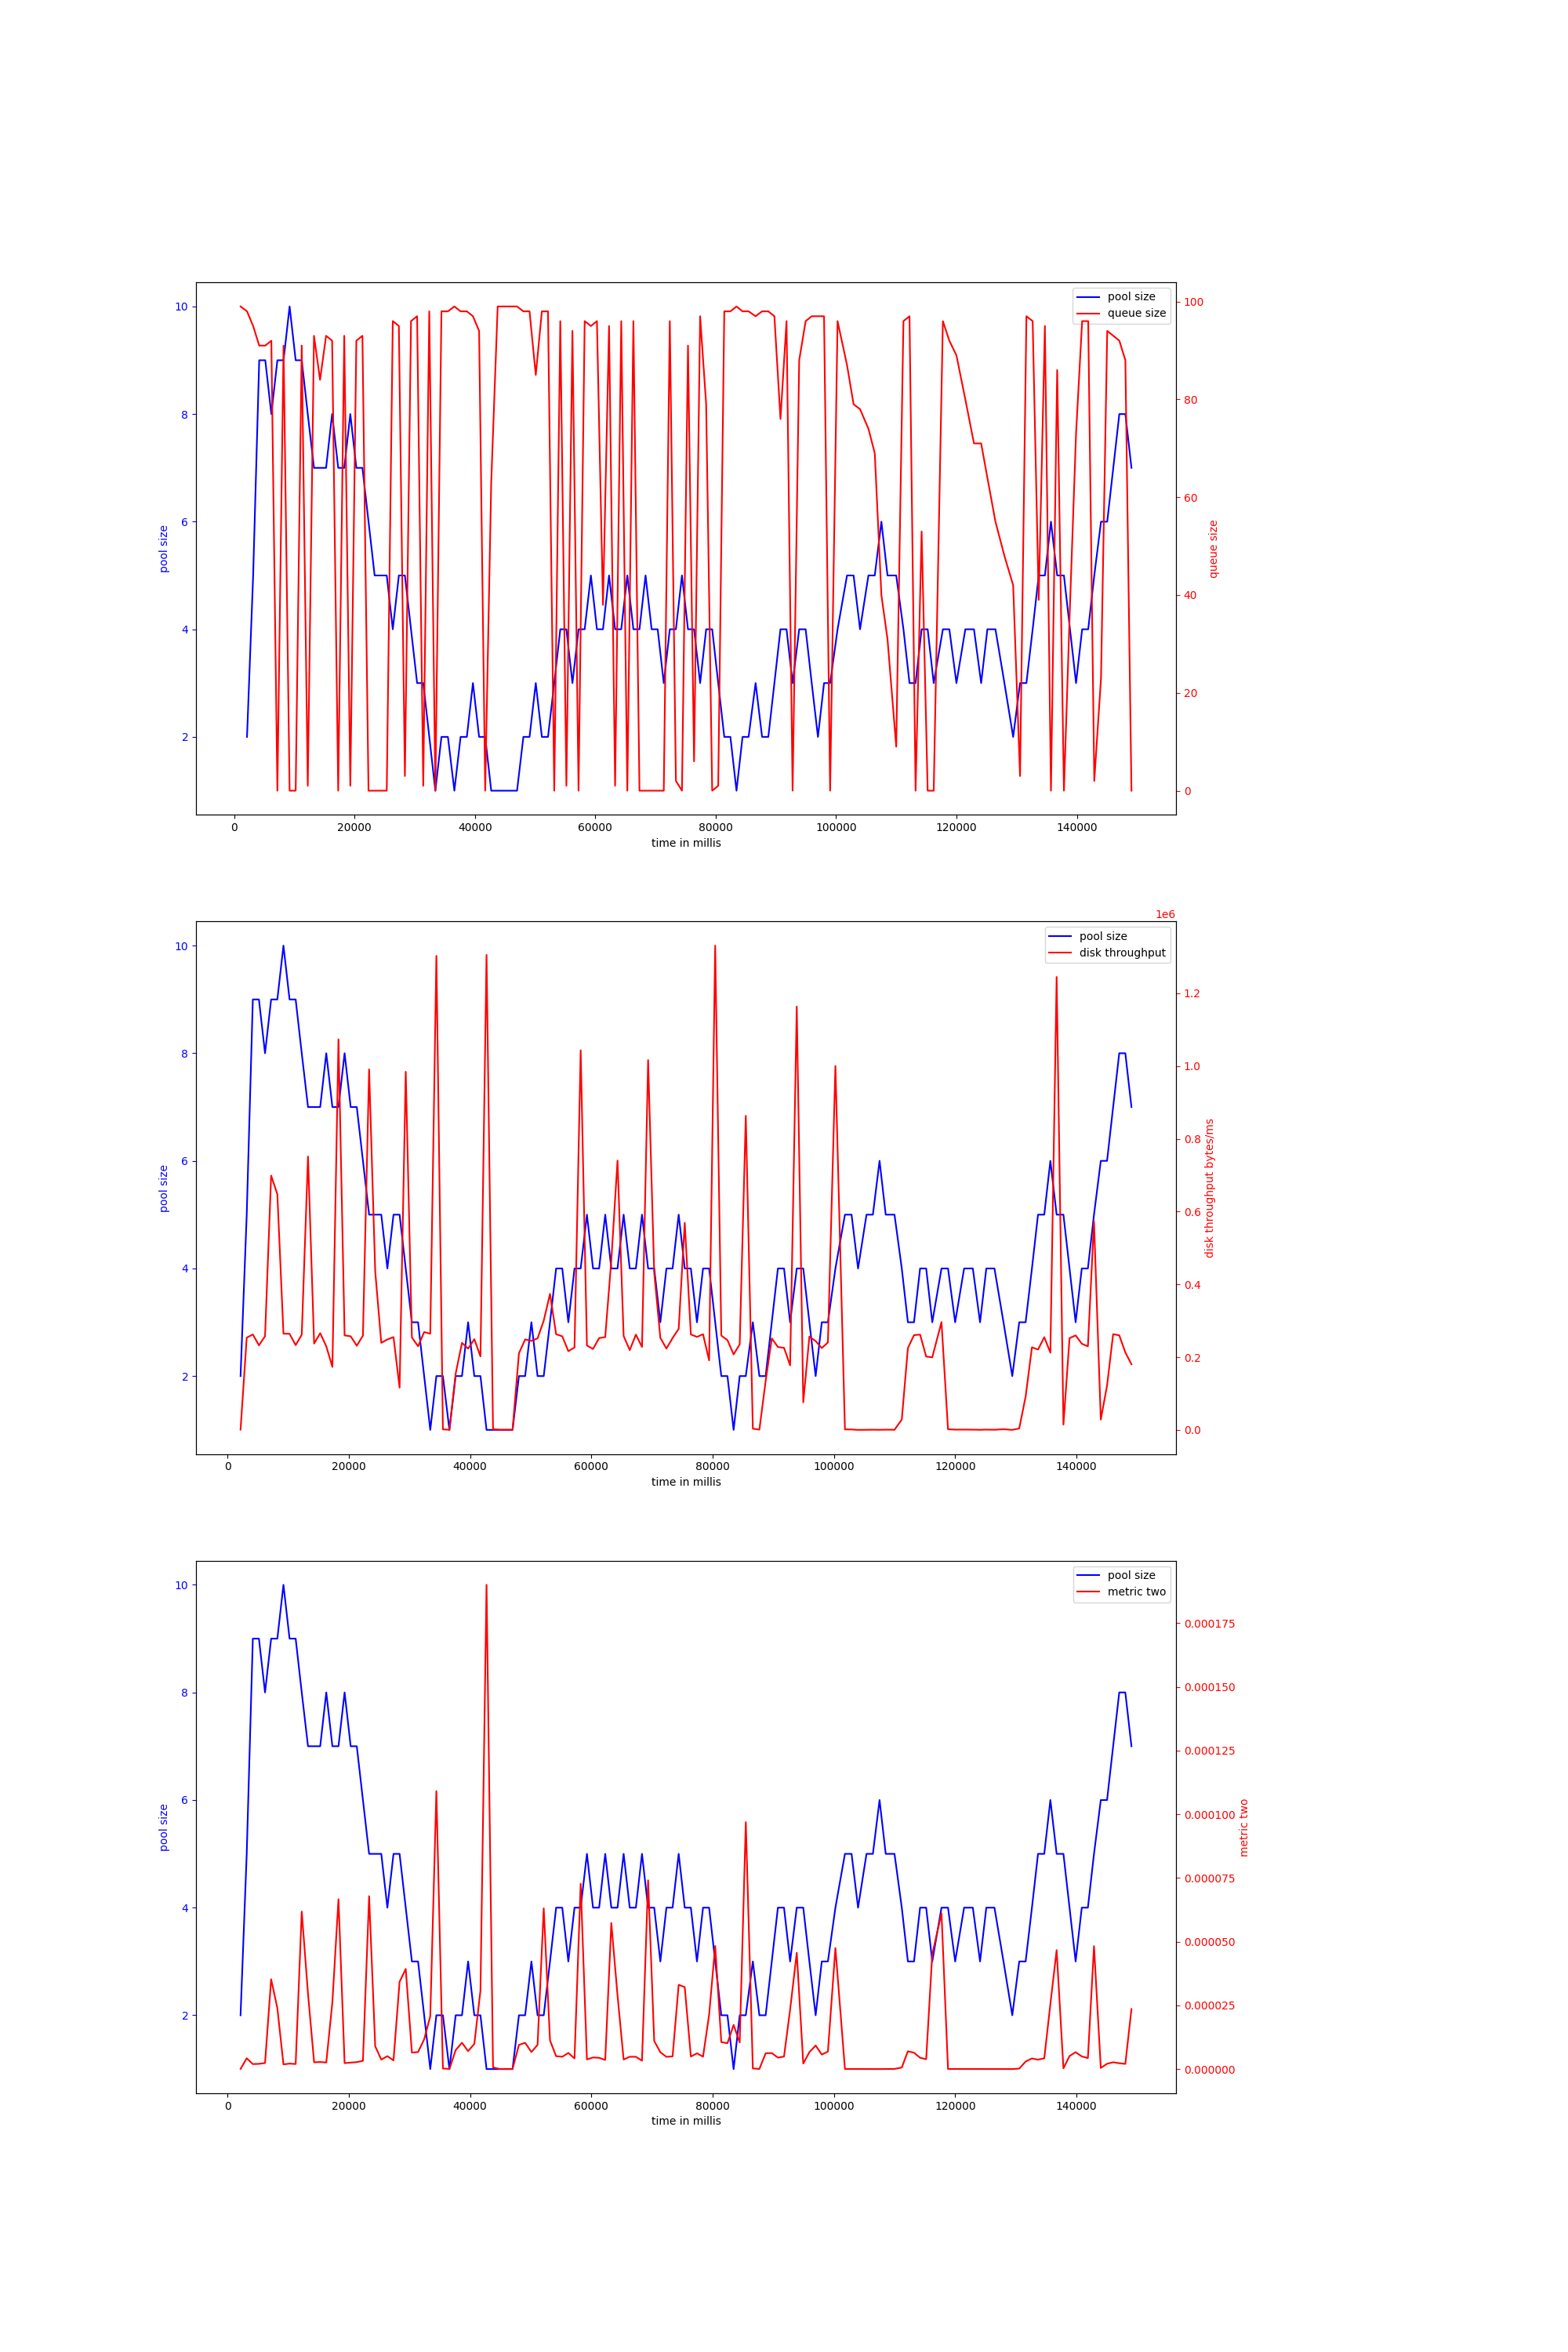 pool size
queue size
10
8
6
4
2
pool size
100
80
60
40
20
0
queue size
0 20000 40000 60000 80000 100000 120000 140000
time in millis
1e6
pool size
disk throughput
10
8
6
4
2
pool size
1.2
1.0
0.8
0.6
0.4
0.2
0.0
disk throughput bytes/ms
0 20000 40000 60000 80000 100000 120000 140000
time in millis
pool size
metric two
10
8
6
4
2
pool size
0.000175
0.000150
0.000125
0.000100
0.000075
0.000050
0.000025
0.000000
metric two
0 20000 40000 60000 80000 100000 120000 140000
time in millis